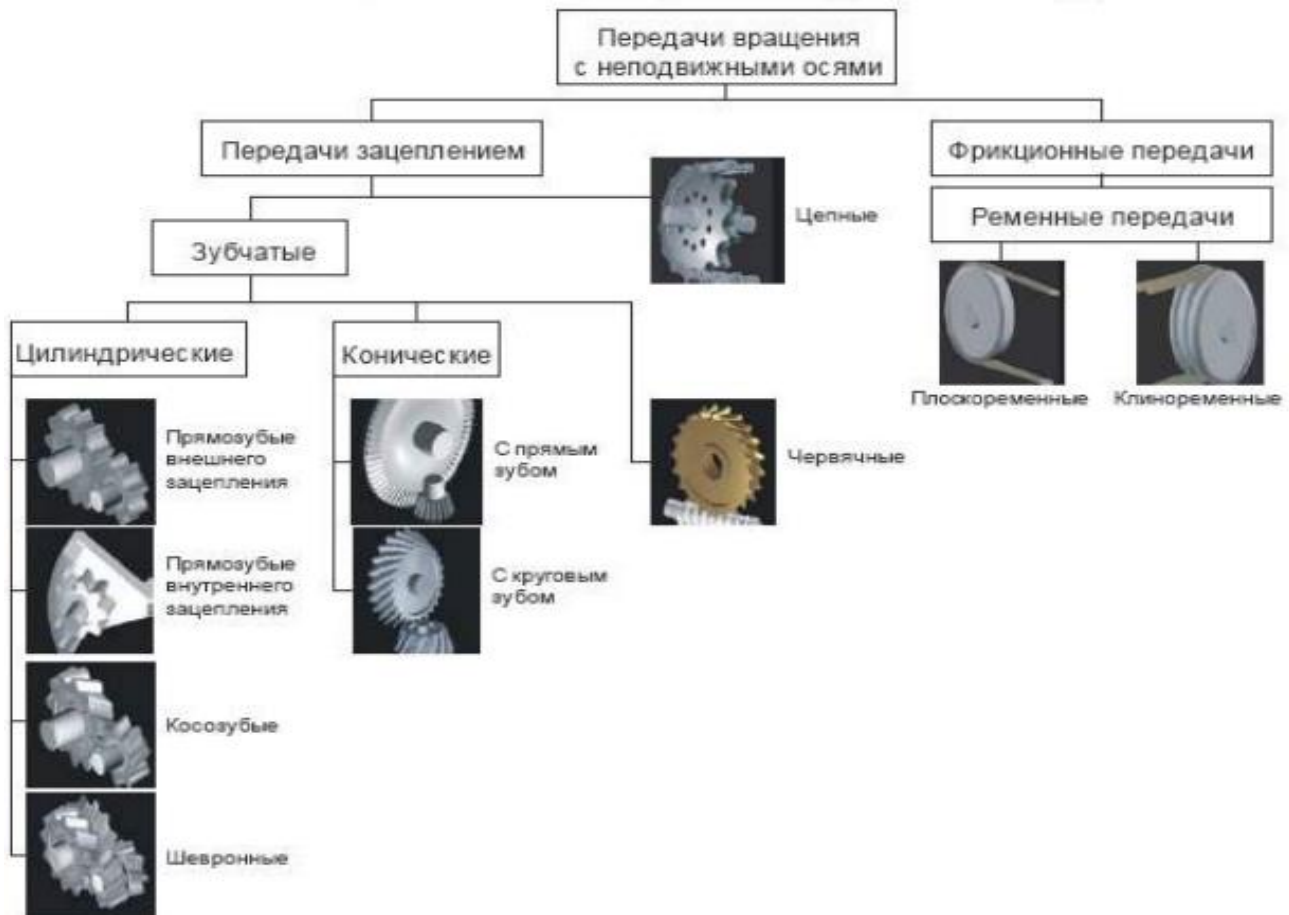 Передачи вращения
с неподвижными осями
Передачи зацеплением
Фрикционные передачи
Цепные
Ременные передачи
Зубчатые
Цилиндрические
Конические
Плоскоременные
Клиноременные
Прямозубые
внешнего
зацепления
С прямым
зубом
Червячные
Прямозубые
внутреннего
зацепления
С круговым
зубом
Косозубые
Шевронные